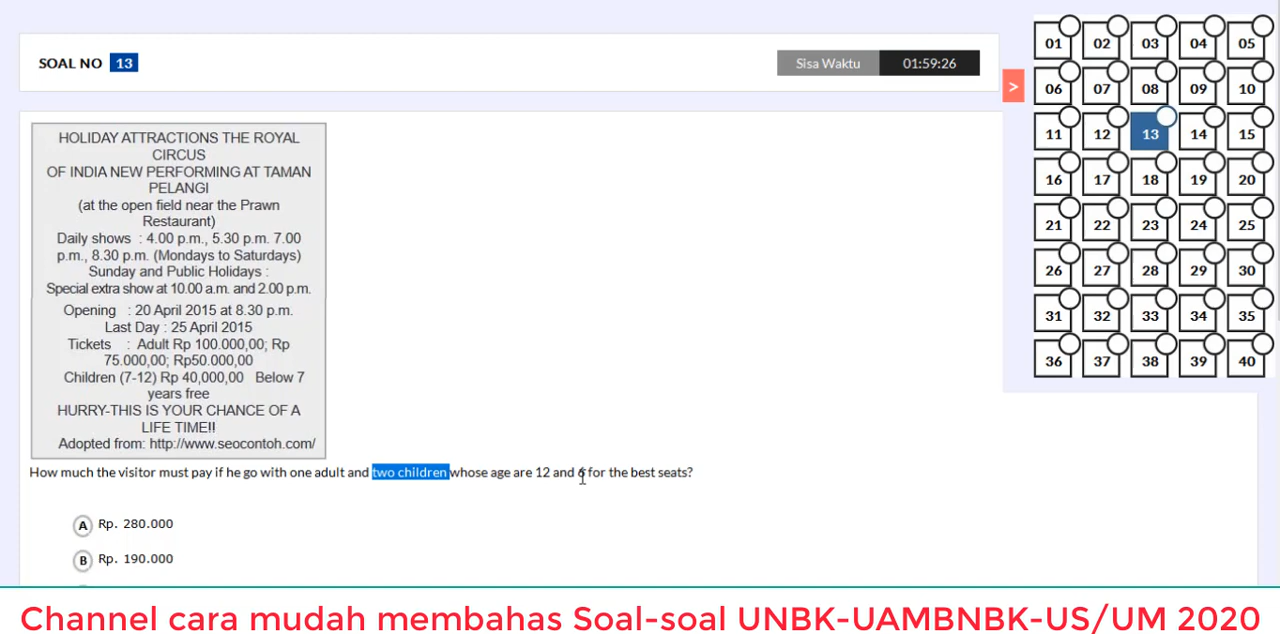 SOAL NO 13
Sisa Waktu 01:59:26
>
01 02 03 04 05
06 07 08 09 10
11 12 13 14 15
16 17 18 19 20
21 22 23 24 25
26 27 28 29 30
31 32 33 34 35
36 37 38 39 40
HOLIDAY ATTRACTIONS THE ROYAL
CIRCUS
OF INDIA NEW PERFORMING AT TAMAN
PELANGI
(at the open field near the Prawn
Restaurant)
Daily shows : 4.00 p.m., 5.30 p.m. 7.00
p.m., 8.30 p.m. (Mondays to Saturdays)
Sunday and Public Holidays :
Special extra show at 10.00 a.m. and 2.00 p.m.
Opening : 20 April 2015 at 8.30 p.m.
Last Day : 25 April 2015
Tickets : Adult Rp 100.000,00; Rp
75.000,00; Rp50.000,00
Children (7-12) Rp 40,000,00 Below 7
years free
HURRY-THIS IS YOUR CHANCE OF A
LIFE TIME!!
Adopted from: http://www.seocontoh.com/
How much the visitor must pay if he go with one adult and two children whose age are 12 and 6 for the best seats?
A Rp. 280.000
B Rp. 190.000
Channel cara mudah membahas Soal-soal UNBK-UAMBNBK-US/UM 2020